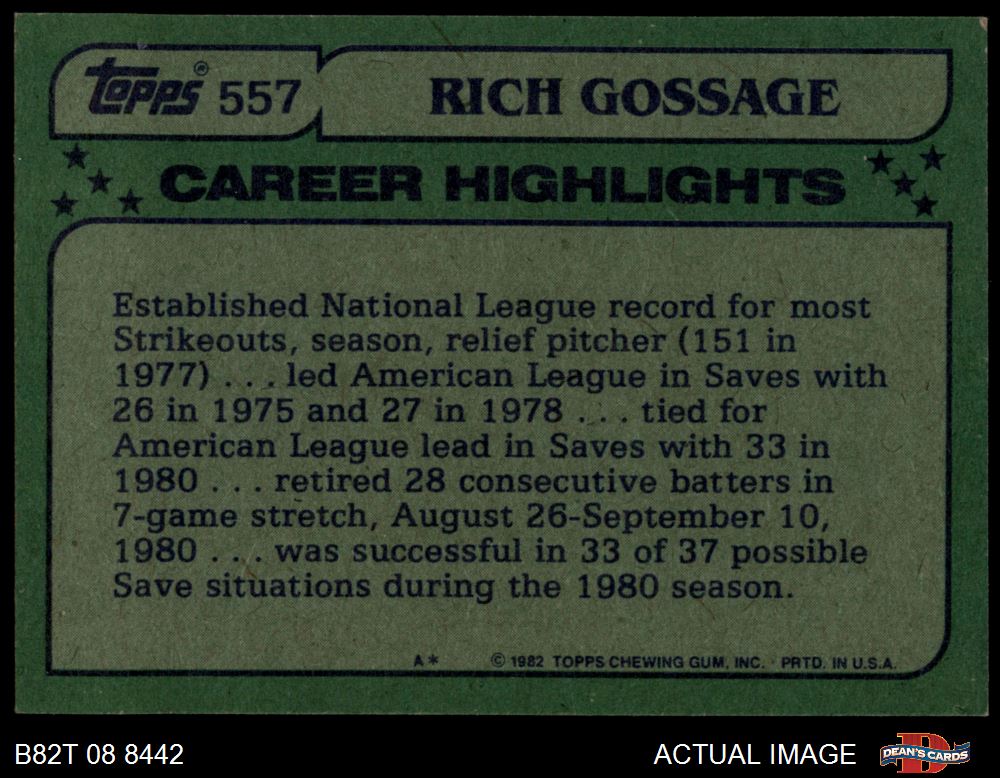 topps® 557 RICH GOSSAGE
CAREER HIGHLIGHTS
Established National League record for most
Strikeouts, season, relief pitcher (151 in
1977) . . . led American League in Saves with
26 in 1975 and 27 in 1978 . . . tied for
American League lead in Saves with 33 in
1980 . . . retired 28 consecutive batters in
7-game stretch, August 26-September 10,
1980 . . . was successful in 33 of 37 possible
Save situations during the 1980 season.
A* © 1982 TOPPS CHEWING GUM, INC. · PRTD. IN U.S.A.
B82T 08 8442 ACTUAL IMAGE D DEAN'S CARDS